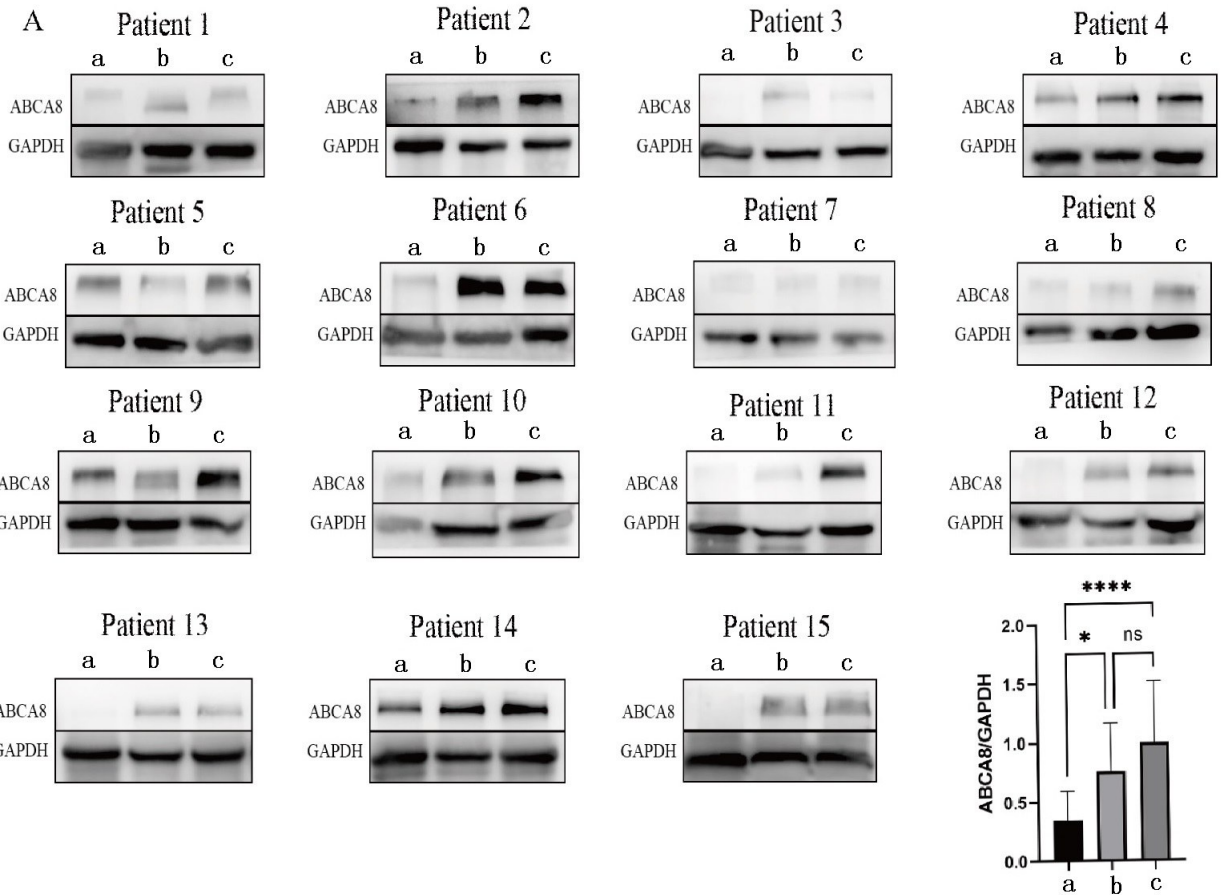 A
Patient 1
Patient 2
Patient 3
Patient 4
a b c
a b c
a b c
a b c
ABCA8
GAPDH
ABCA8
GAPDH
ABCA8
GAPDH
ABCA8
GAPDH
Patient 5
Patient 6
Patient 7
Patient 8
a b c
a b c
a b c
a b c
ABCA8
GAPDH
ABCA8
GAPDH
ABCA8
GAPDH
ABCA8
GAPDH
Patient 9
Patient 10
Patient 11
Patient 12
a b c
a b c
a b c
a b c
ABCA8
GAPDH
ABCA8
GAPDH
ABCA8
GAPDH
ABCA8
GAPDH
Patient 13
Patient 14
Patient 15
a b c
a b c
a b c
ABCA8
GAPDH
ABCA8
GAPDH
ABCA8
GAPDH
ABCA8/GAPDH
2.0
1.5
1.0
0.5
0.0
****
* ns
a b c